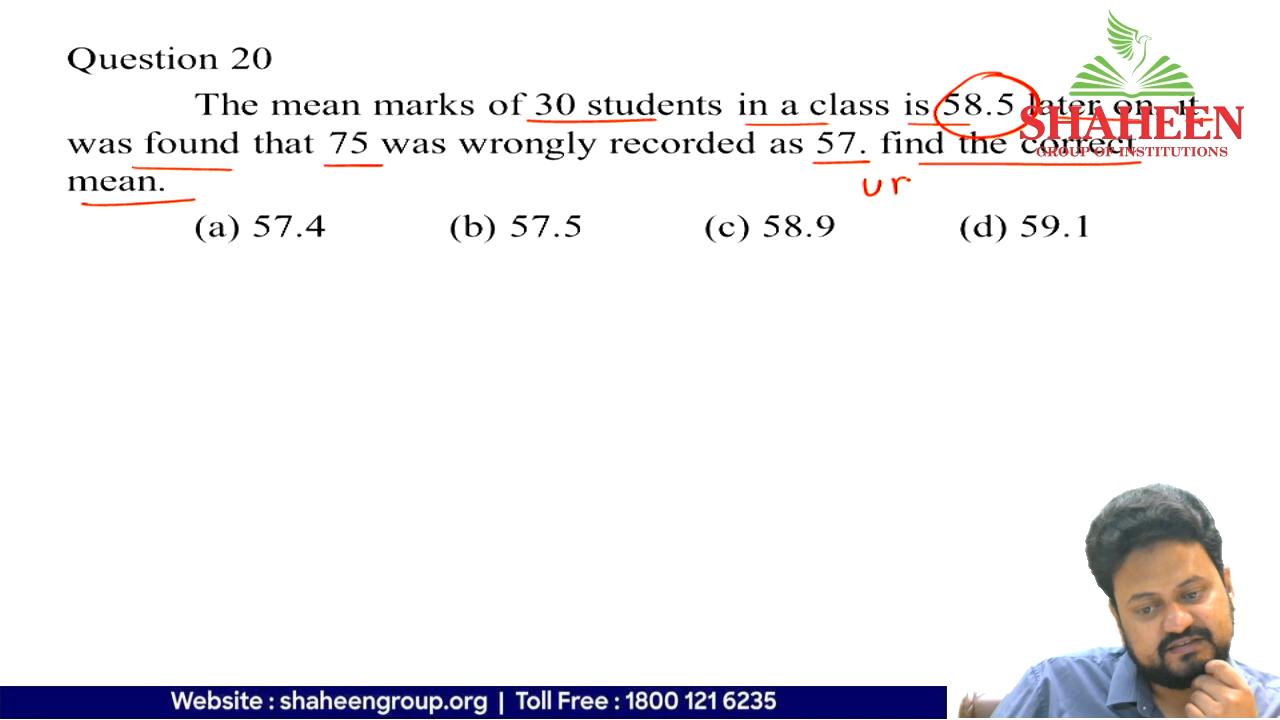 Question 20
The mean marks of 30 students in a class is 58.5 later on, it
was found that 75 was wrongly recorded as 57. find the correct
mean.
ur
(a) 57.4 (b) 57.5 (c) 58.9 (d) 59.1
SHAHEEN
GROUP OF INSTITUTIONS
Website : shaheengroup.org | Toll Free : 1800 121 6235